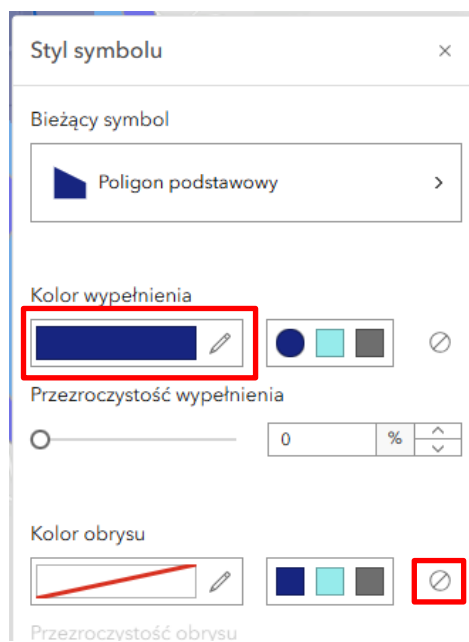 Styl symbolu
Bieżący symbol
Poligon podstawowy
Kolor wypełnienia
Przezroczystość wypełnienia
0 %
Kolor obrysu
Przezroczystość obrysu